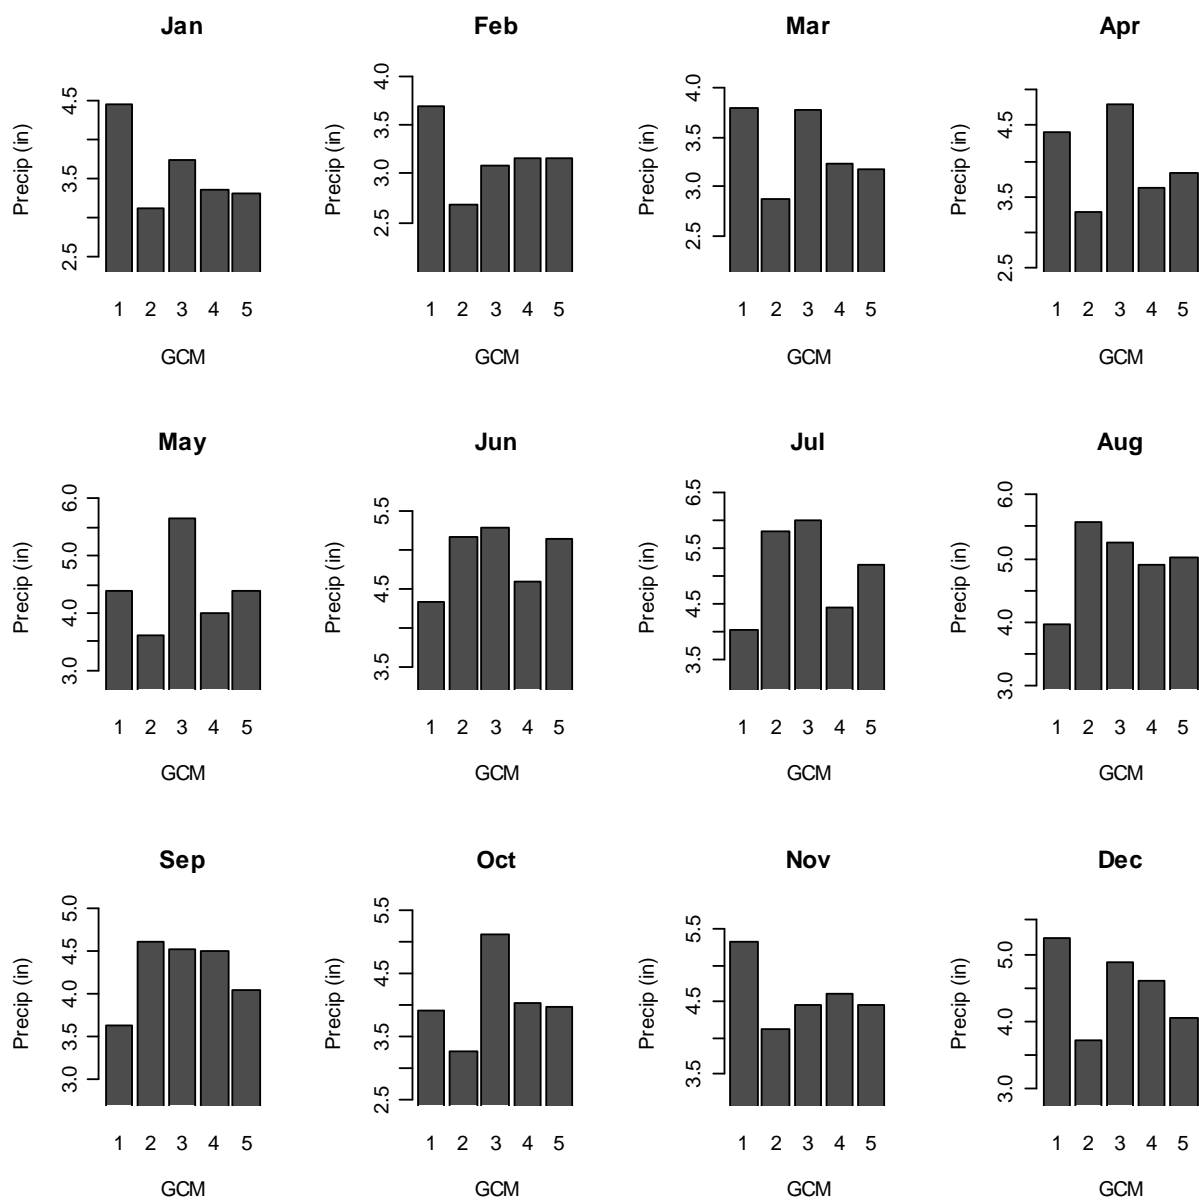 Jan Feb Mar Apr
Precip (in) 2.5 3.5 4.5 Precip (in) 2.5 3.0 3.5 4.0 Precip (in) 2.5 3.0 3.5 4.0 Precip (in) 2.5 3.5 4.5
1 2 3 4 5 1 2 3 4 5 1 2 3 4 5 1 2 3 4 5
GCM GCM GCM GCM
May Jun Jul Aug
Precip (in) 3.0 4.0 5.0 6.0 Precip (in) 3.5 4.5 5.5 Precip (in) 3.5 4.5 5.5 6.5 Precip (in) 3.0 4.0 5.0 6.0
1 2 3 4 5 1 2 3 4 5 1 2 3 4 5 1 2 3 4 5
GCM GCM GCM GCM
Sep Oct Nov Dec
Precip (in) 3.0 3.5 4.0 4.5 5.0 Precip (in) 2.5 3.5 4.5 5.5 Precip (in) 3.5 4.5 5.5 Precip (in) 3.0 4.0 5.0
1 2 3 4 5 1 2 3 4 5 1 2 3 4 5 1 2 3 4 5
GCM GCM GCM GCM